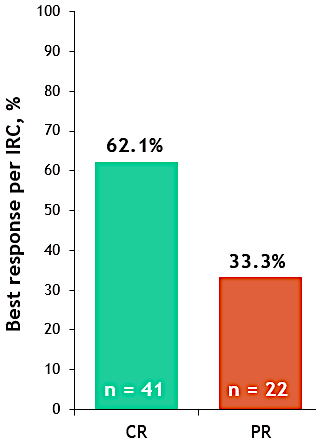 Best response per IRC, %
100
90
80
70
60
50
40
30
20
10
0
62.1%
33.3%
n = 41
n = 22
CR
PR